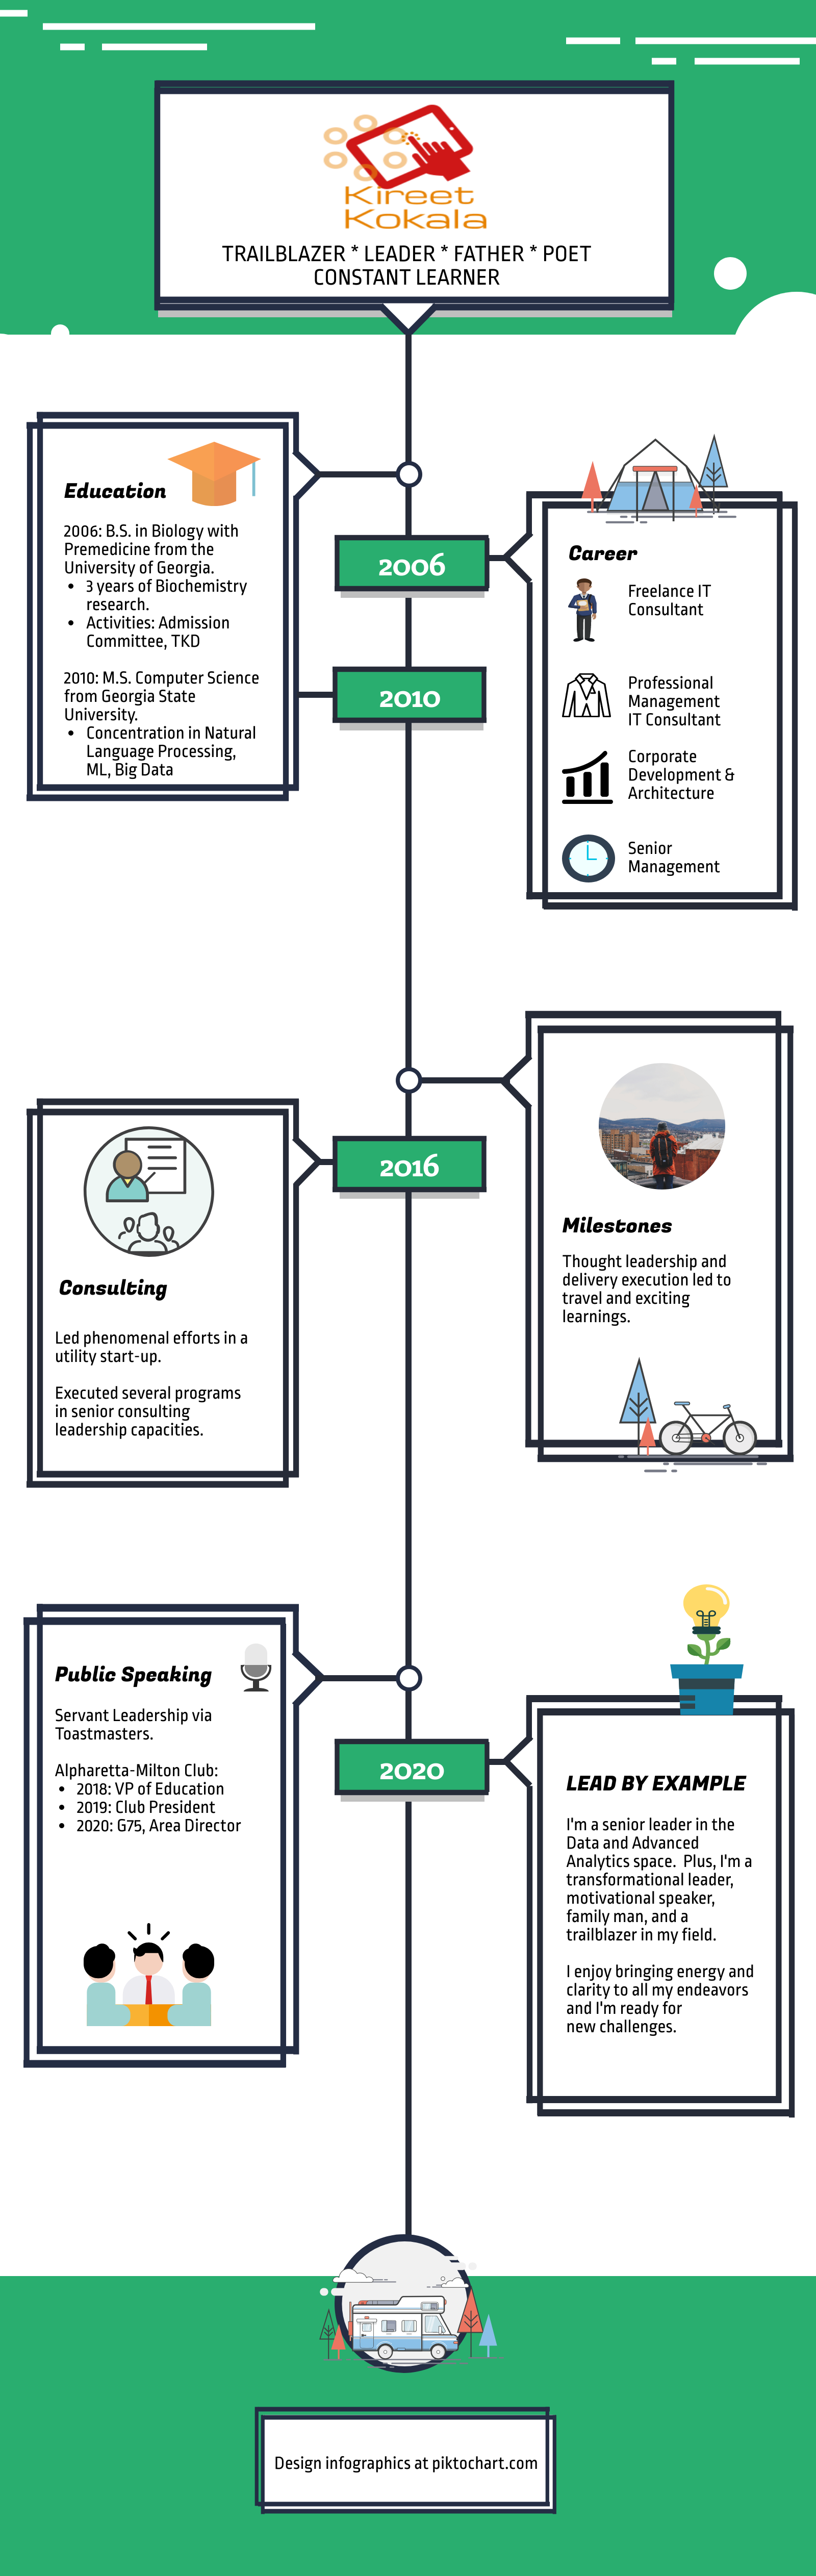 Kireet
Kokala
TRAILBLAZER * LEADER * FATHER * POET
CONSTANT LEARNER
Education
2006: B.S. in Biology with
Premedicine from the
University of Georgia.
• 3 years of Biochemistry
research.
• Activities: Admission
Committee, TKD
2010: M.S. Computer Science
from Georgia State
University.
• Concentration in Natural
Language Processing,
ML, Big Data
2006
2010
Career
Freelance IT
Consultant
Professional
Management
IT Consultant
Corporate
Development &
Architecture
Senior
Management
2016
Consulting
Led phenomenal efforts in a
utility start-up.
Executed several programs
in senior consulting
leadership capacities.
Milestones
Thought leadership and
delivery execution led to
travel and exciting
learnings.
Public Speaking
Servant Leadership via
Toastmasters.
Alpharetta-Milton Club:
• 2018: VP of Education
• 2019: Club President
• 2020: G75, Area Director
2020
LEAD BY EXAMPLE
I'm a senior leader in the
Data and Advanced
Analytics space. Plus, I'm a
transformational leader,
motivational speaker,
family man, and a
trailblazer in my field.
I enjoy bringing energy and
clarity to all my endeavors
and I'm ready for
new challenges.
Design infographics at piktochart.com